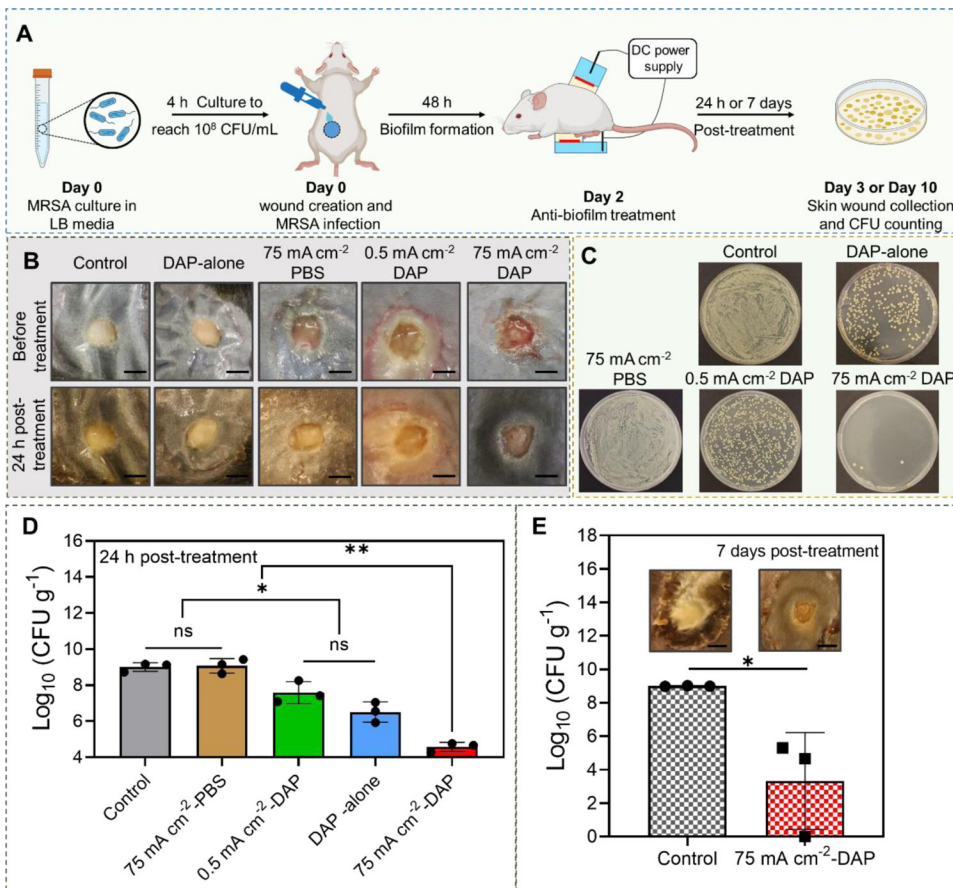 A
DC power
supply
4 h Culture to
reach 10⁸ CFU/mL
48 h
Biofilm formation
24 h or 7 days
Post-treatment
Day 0
MRSA culture in
LB media
Day 0
wound creation and
MRSA infection
Day 2
Anti-biofilm treatment
Day 3 or Day 10
Skin wound collection
and CFU counting
B
Control
DAP-alone
75 mA cm⁻²
PBS
0.5 mA cm⁻²
DAP
75 mA cm⁻²
DAP
Before
treatment
24 h post-
treatment
C
Control
DAP-alone
75 mA cm⁻²
PBS
0.5 mA cm⁻² DAP
75 mA cm⁻² DAP
D
24 h post-treatment
Log₁₀ (CFU g⁻¹)
16
14
12
10
8
6
4
**
*
ns
ns
Control
75 mA cm⁻²-PBS
0.5 mA cm⁻²-DAP
DAP -alone
75 mA cm⁻²-DAP
E
7 days post-treatment
Log₁₀ (CFU g⁻¹)
18
16
14
12
10
8
6
4
2
0
*
Control
75 mA cm⁻²-DAP